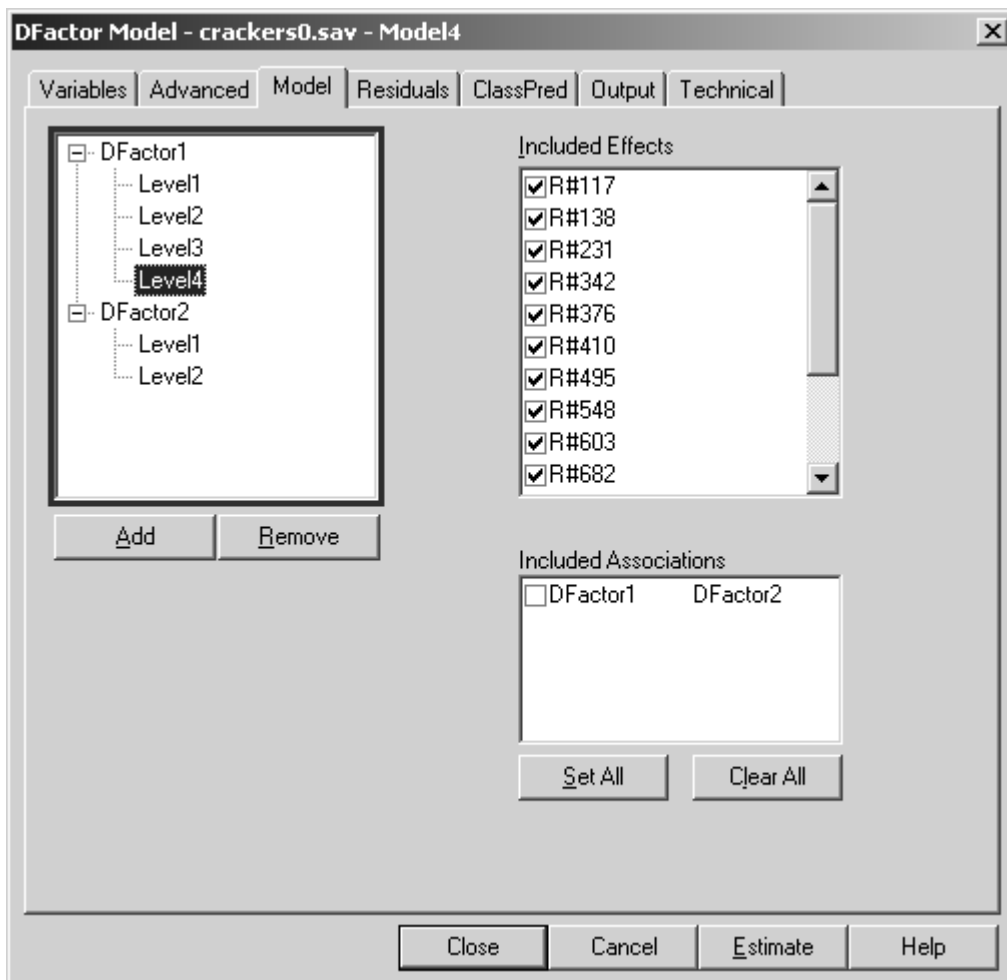 DFactor Model - crackers0.sav - Model4
Variables Advanced Model Residuals ClassPred Output Technical
DFactor1
Level1
Level2
Level3
Level4
DFactor2
Level1
Level2
Add Remove
Included Effects
R#117
R#138
R#231
R#342
R#376
R#410
R#495
R#548
R#603
R#682
Included Associations
DFactor1 DFactor2
Set All Clear All
Close Cancel Estimate Help